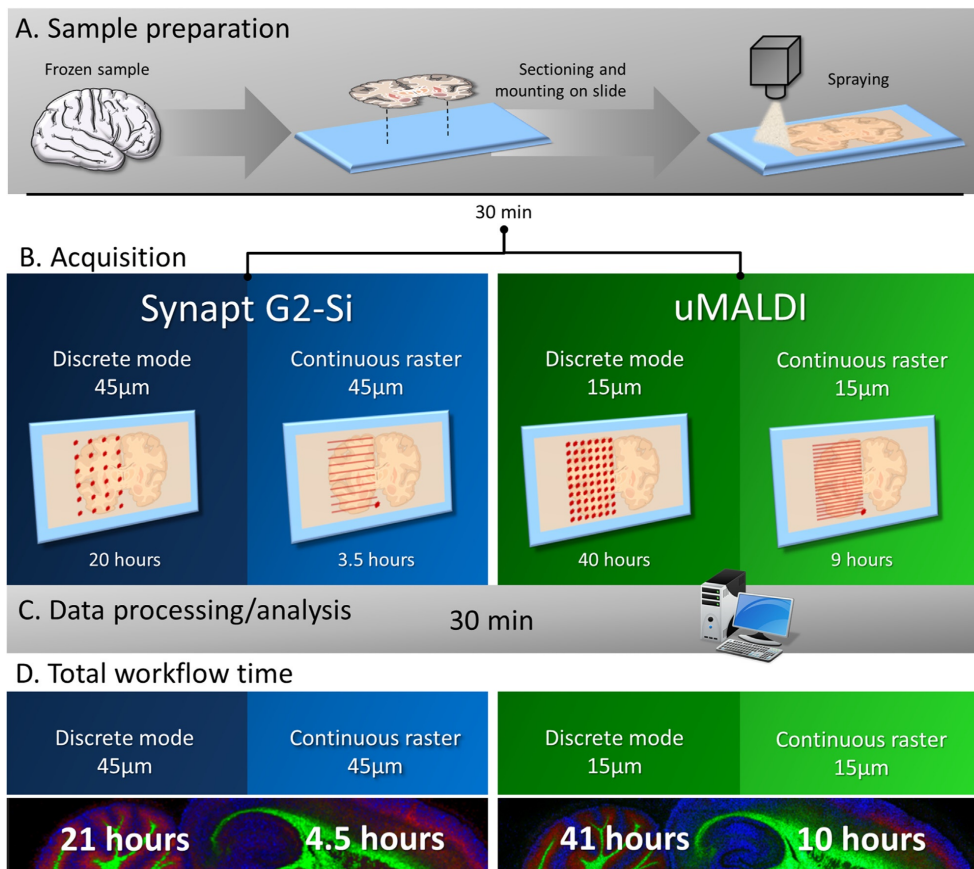 A. Sample preparation
Frozen sample
Sectioning and
mounting on slide
Spraying
30 min
B. Acquisition
Synapt G2-Si
Discrete mode
45μm
Continuous raster
45μm
20 hours
3.5 hours
uMALDI
Discrete mode
15μm
Continuous raster
15μm
40 hours
9 hours
C. Data processing/analysis
30 min
D. Total workflow time
Discrete mode
45μm
Continuous raster
45μm
Discrete mode
15μm
Continuous raster
15μm
21 hours
4.5 hours
41 hours
10 hours